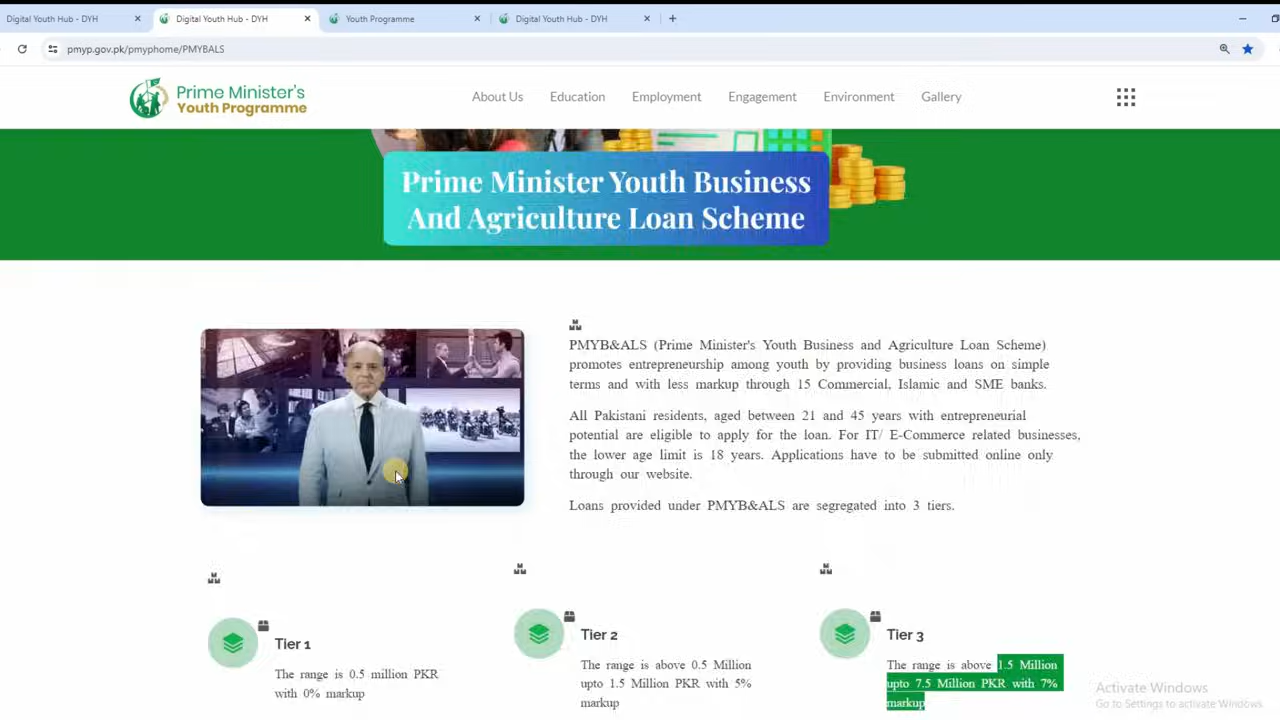 Digital Youth Hub - DYH
Digital Youth Hub - DYH
Youth Programme
Digital Youth Hub - DYH
pmyp.gov.pk/pmyphome/PMYBALS
Prime Minister's
Youth Programme
About Us
Education
Employment
Engagement
Environment
Gallery
Prime Minister Youth Business
And Agriculture Loan Scheme
PMYB&ALS (Prime Minister's Youth Business and Agriculture Loan Scheme)
promotes entrepreneurship among youth by providing business loans on simple
terms and with less markup through 15 Commercial, Islamic and SME banks.
All Pakistani residents, aged between 21 and 45 years with entrepreneurial
potential are eligible to apply for the loan. For IT/ E-Commerce related businesses,
the lower age limit is 18 years. Applications have to be submitted online only
through our website.
Loans provided under PMYB&ALS are segregated into 3 tiers.
Tier 1
The range is 0.5 million PKR
with 0% markup
Tier 2
The range is above 0.5 Million
upto 1.5 Million PKR with 5%
markup
Tier 3
The range is above 1.5 Million
upto 7.5 Million PKR with 7%
markup
Activate Windows
Go to Settings to activate Windows.